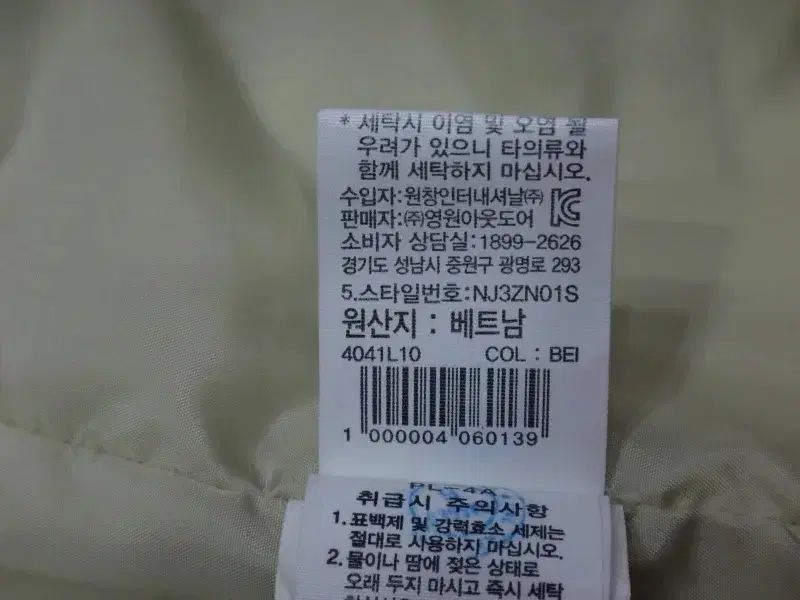 * 세탁시 이염 및 오염 될
우려가 있으니 타의류와
함께 세탁하지 마십시오.
수입자:원창인터내셔날㈜
판매자:㈜영원아웃도어
소비자 상담실:1899-2626
경기도 성남시 중원구 광명로 293
5.스타일번호:NJ3ZN01S
원산지 : 베트남
4041L10 COL : BEI
1 000004 060139
PL-4A
취급시 주의사항
1.표백제 및 강력효소 세제는
절대로 사용하지 마십시오.
2.물이나 땀에 젖은 상태로
오래 두지 마시고 즉시 세탁